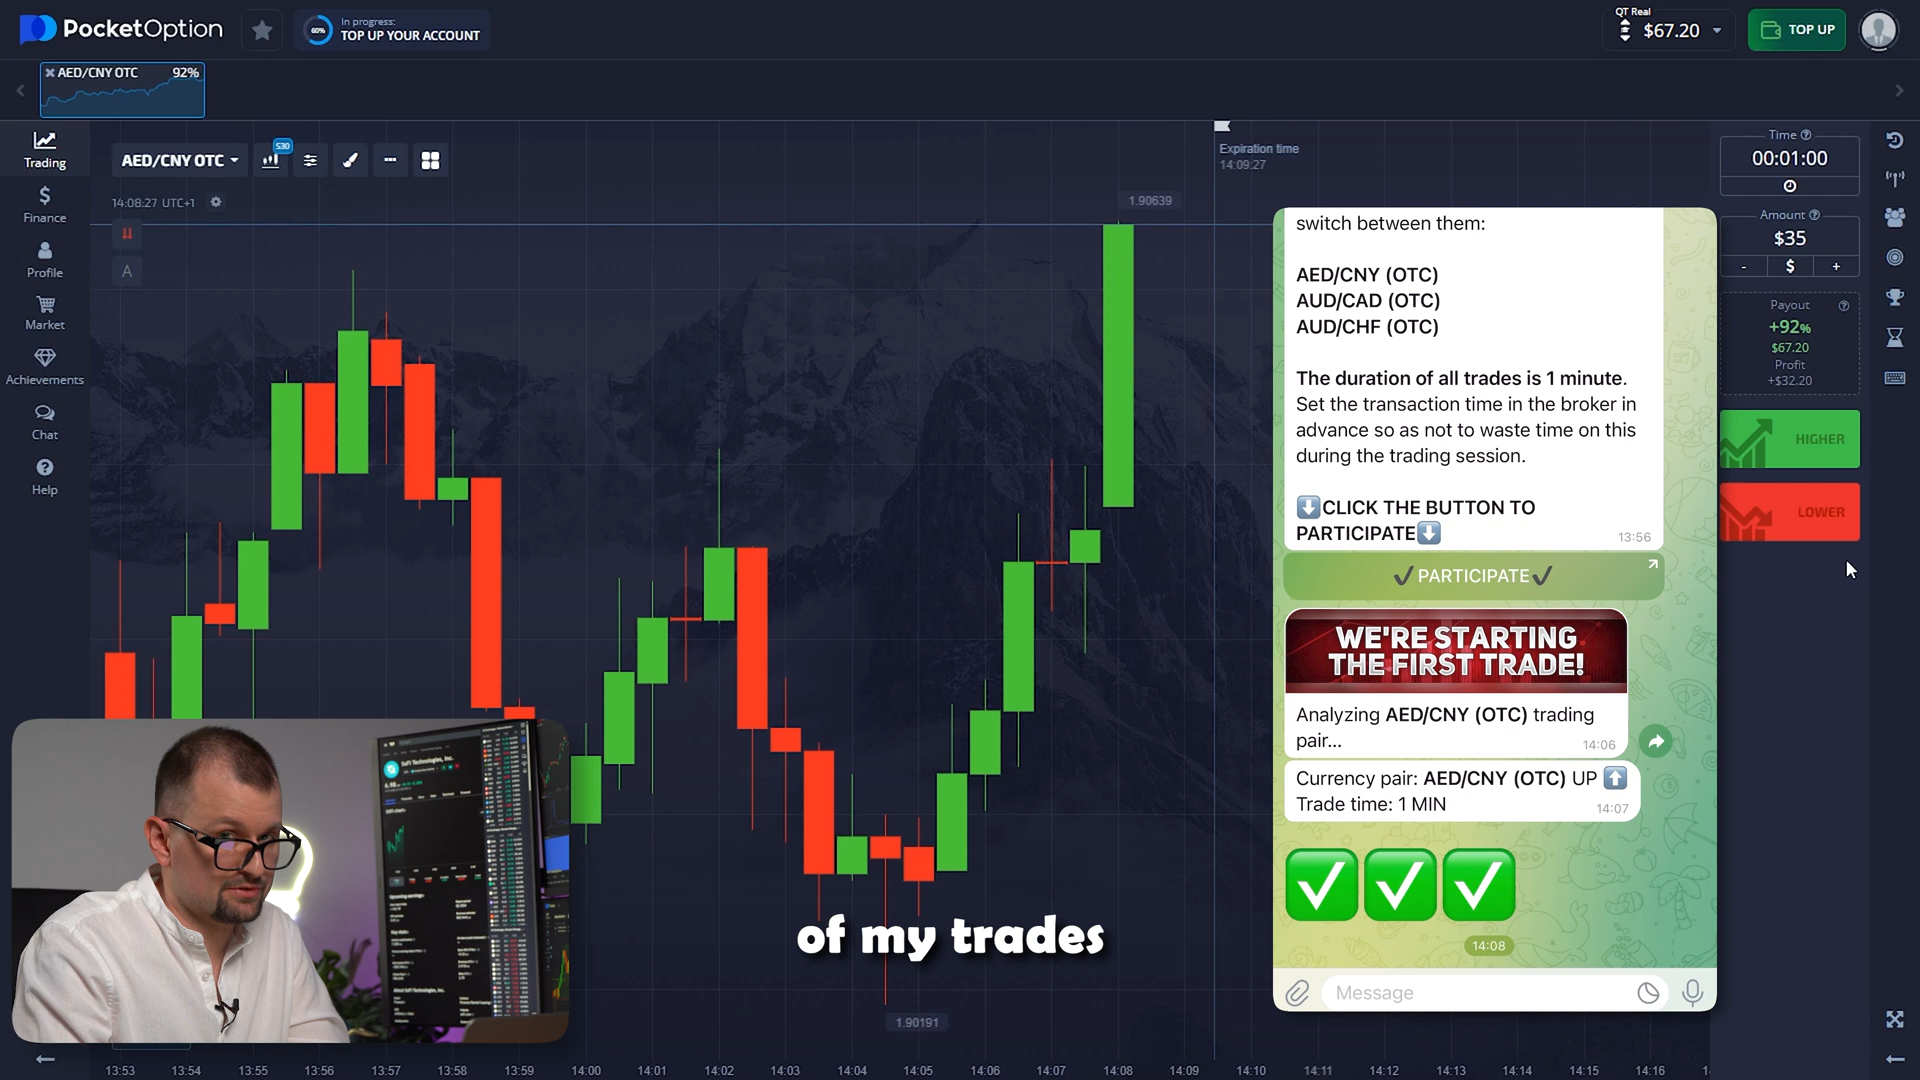 PocketOption
60%
In progress:
TOP UP YOUR ACCOUNT
QT Real
$67.20
TOP UP
AED/CNY OTC 92%
Trading
Finance
Profile
Market
Achievements
Chat
Help
AED/CNY OTC
S30
14:08:27 UTC+1
A
Expiration time
14:09:27
1.90639
1.90191
Time
00:01:00
Amount
$35
- $ +
Payout
+92%
$67.20
Profit
+$32.20
HIGHER
LOWER
switch between them:
AED/CNY (OTC)
AUD/CAD (OTC)
AUD/CHF (OTC)
The duration of all trades is 1 minute.
Set the transaction time in the broker in
advance so as not to waste time on this
during the trading session.
⬇️CLICK THE BUTTON TO
PARTICIPATE⬇️
13:56
✔PARTICIPATE✔
WE'RE STARTING
THE FIRST TRADE!
Analyzing AED/CNY (OTC) trading
pair...
14:06
Currency pair: AED/CNY (OTC) UP ⬆️
Trade time: 1 MIN
14:07
✅✅✅
14:08
Message
SoFi Technologies, Inc.
of my trades
13:53 13:54 13:55 13:56 13:57 13:58 13:59 14:00 14:01 14:02 14:03 14:04 14:05 14:06 14:07 14:08 14:09 14:10 14:11 14:12 14:13 14:14 14:15 14:16